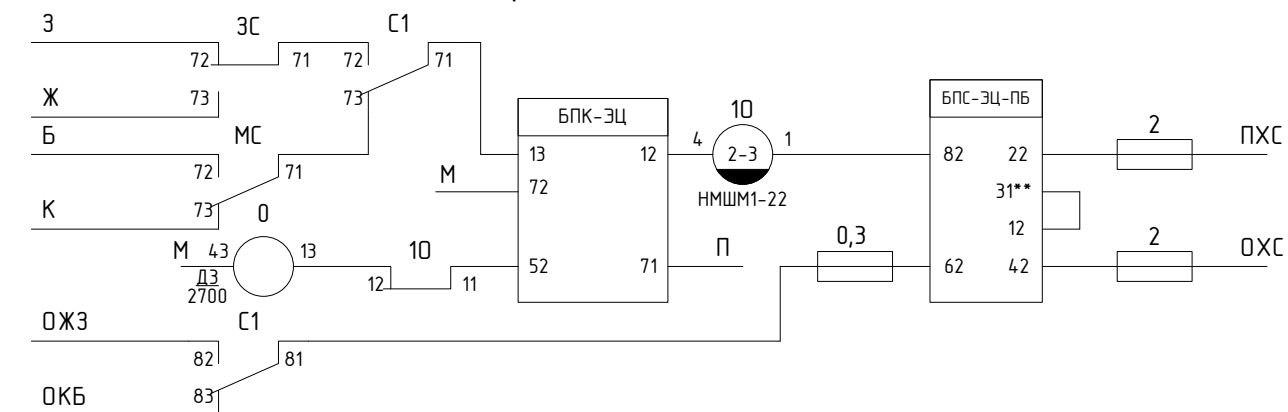 З ЗС С1
72 71 72 71
Ж 73 73
БПК-ЭЦ 10 БПС-ЭЦ-ПБ
Б МС
72 71
13 12 4 2-3 1 82 22 2 ПХС
М 72 НМШМ1-22 31**
К 73
0 12
М 43 13 10 П 0,3 2 ОХС
ДЗ
2700
12 11 52 71 62 42
ОЖЗ С1
82 81
ОКБ 83